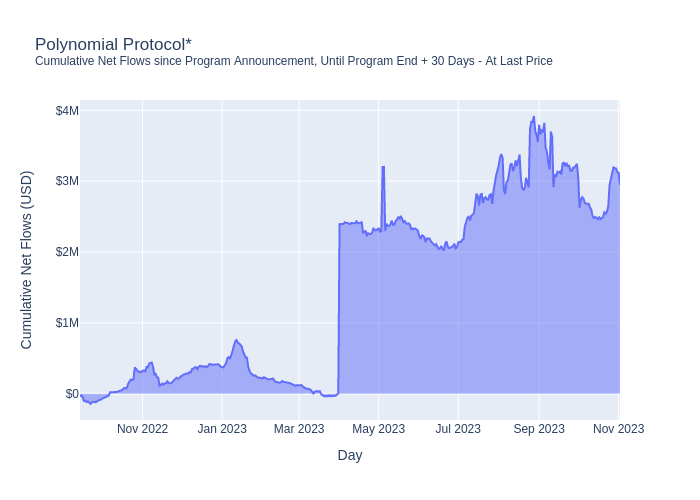 Polynomial Protocol*
Cumulative Net Flows since Program Announcement, Until Program End + 30 Days - At Last Price
Cumulative Net Flows (USD)
$4M
$3M
$2M
$1M
$0
Nov 2022
Jan 2023
Mar 2023
May 2023
Jul 2023
Sep 2023
Nov 2023
Day